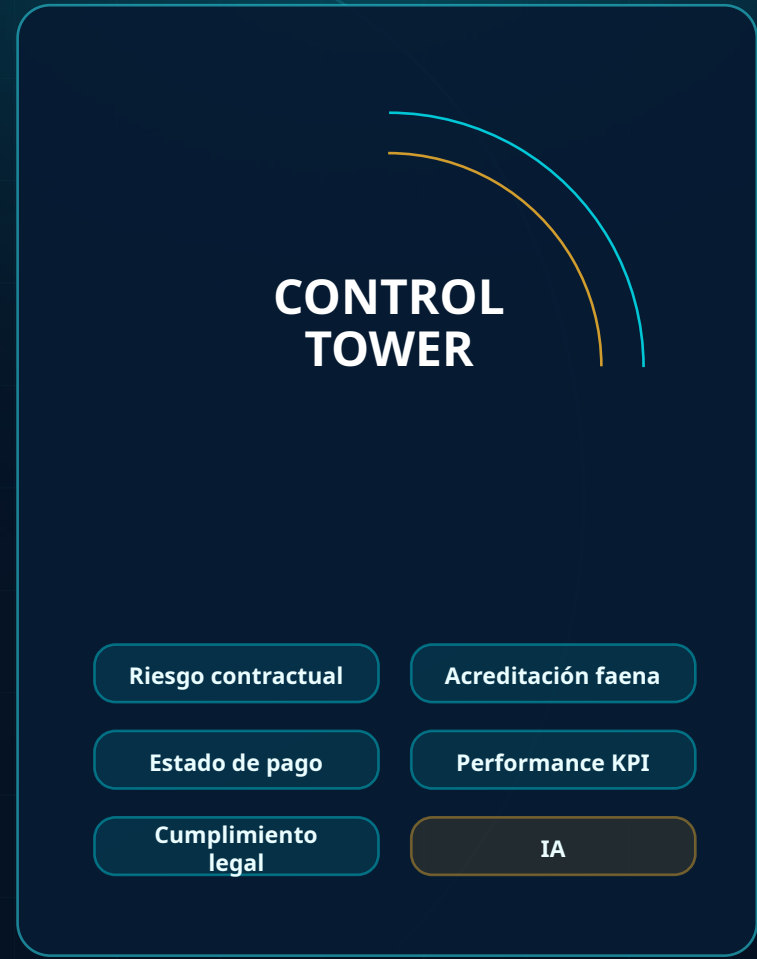 CONTROL
TOWER
Riesgo contractual
Acreditación faena
Estado de pago
Performance KPI
Cumplimiento
legal
IA